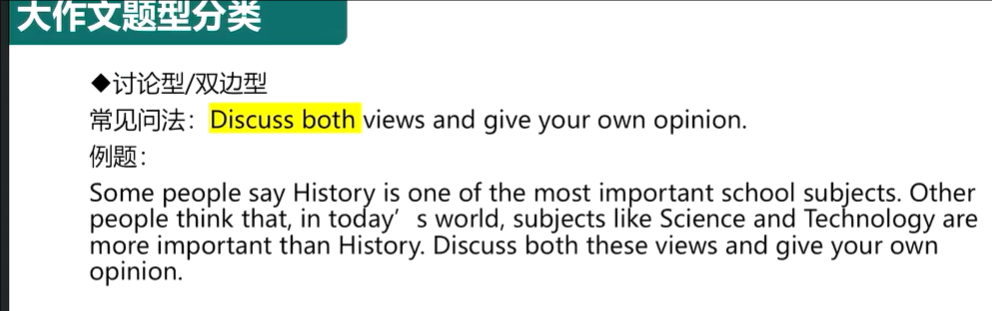 大作文题型分类
◆讨论型/双边型
常见问法：Discuss both views and give your own opinion.
例题：
Some people say History is one of the most important school subjects. Other
people think that, in today’s world, subjects like Science and Technology are
more important than History. Discuss both these views and give your own
opinion.